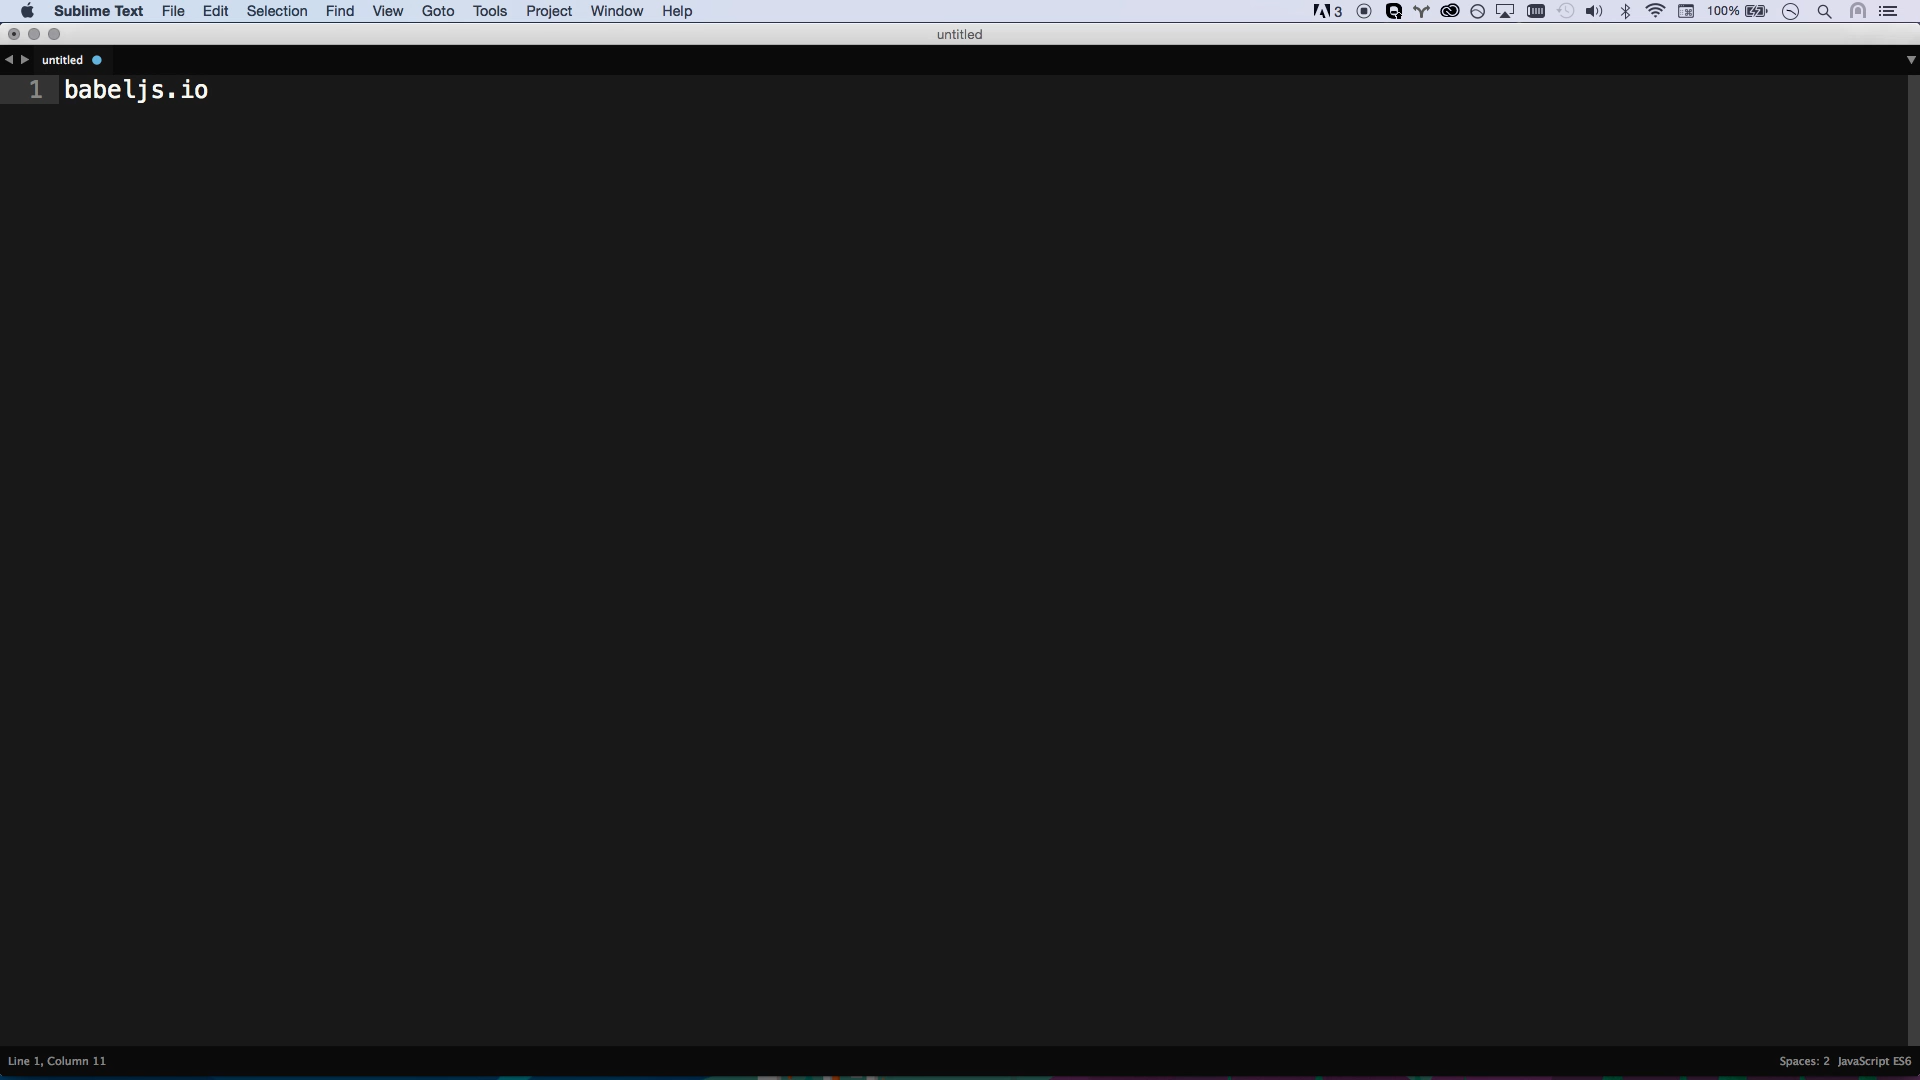 Sublime Text File Edit Selection Find View Goto Tools Project Window Help 3 100%
untitled
untitled
1 babeljs.io
Line 1, Column 11 Spaces: 2 JavaScript ES6